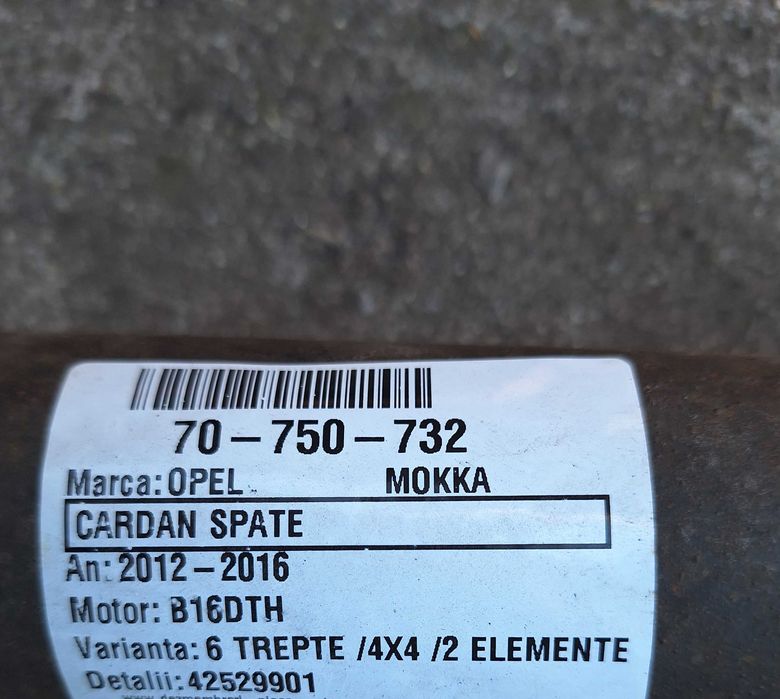 70-750-732
Marca: OPEL MOKKA
CARDAN SPATE
An: 2012-2016
Motor: B16DTH
Varianta: 6 TREPTE /4X4 /2 ELEMENTE
Detalii: 42529901